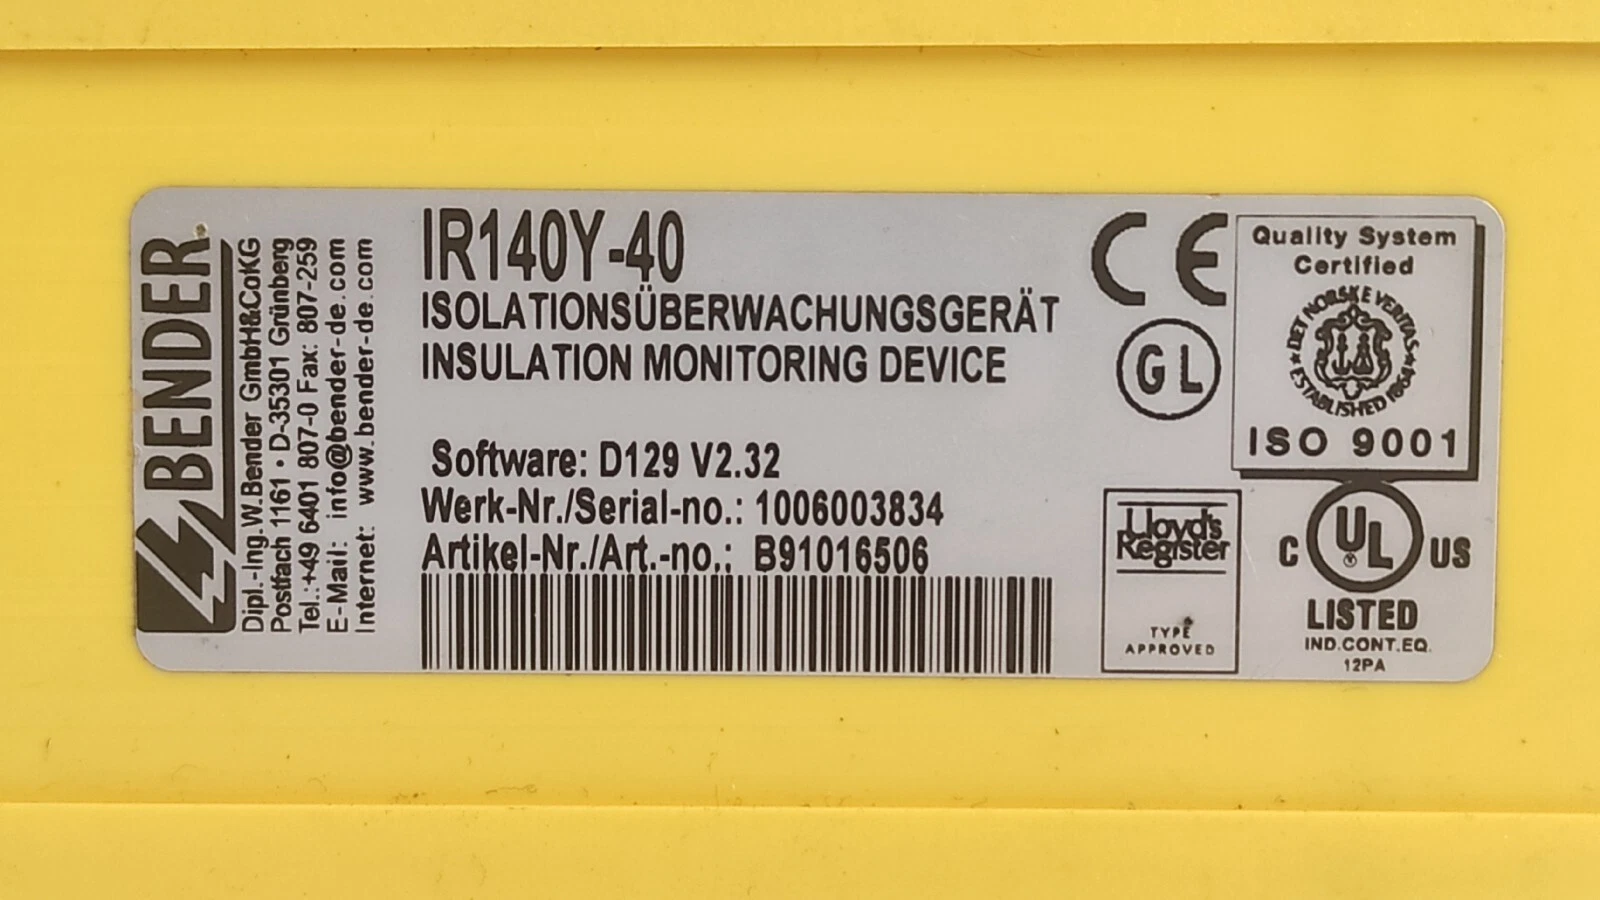 BENDER
Dipl.-Ing.W.Bender GmbH&CoKG
Postfach 1161 • D-35301 Grünberg
Tel.:+49 6401 807-0 Fax: 807-259
E-Mail: info@bender-de.com
Internet: www.bender-de.com
IR140Y-40
ISOLATIONSÜBERWACHUNGSGERÄT
INSULATION MONITORING DEVICE
Software: D129 V2.32
Werk-Nr./Serial-no.: 1006003834
Artikel-Nr./Art.-no.: B91016506
CE
GL
Quality System
Certified
DET NORSKE VERITAS
ESTABLISHED 1864
ISO 9001
Lloyd's
Register
TYPE
APPROVED
C UL US
LISTED
IND.CONT.EQ.
12PA